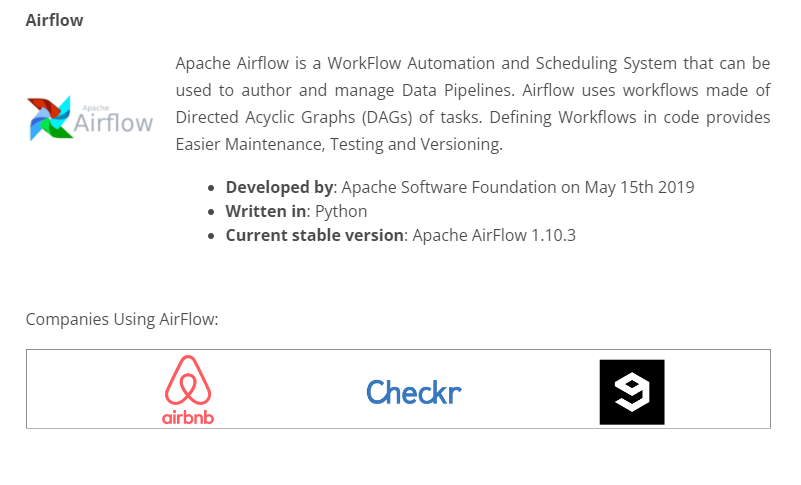 Airflow
Apache Airflow is a WorkFlow Automation and Scheduling System that can be
used to author and manage Data Pipelines. Airflow uses workflows made of
Directed Acyclic Graphs (DAGs) of tasks. Defining Workflows in code provides
Easier Maintenance, Testing and Versioning.
Apache
Airflow
• Developed by: Apache Software Foundation on May 15th 2019
• Written in: Python
• Current stable version: Apache AirFlow 1.10.3
Companies Using AirFlow:
airbnb
Checkr
9